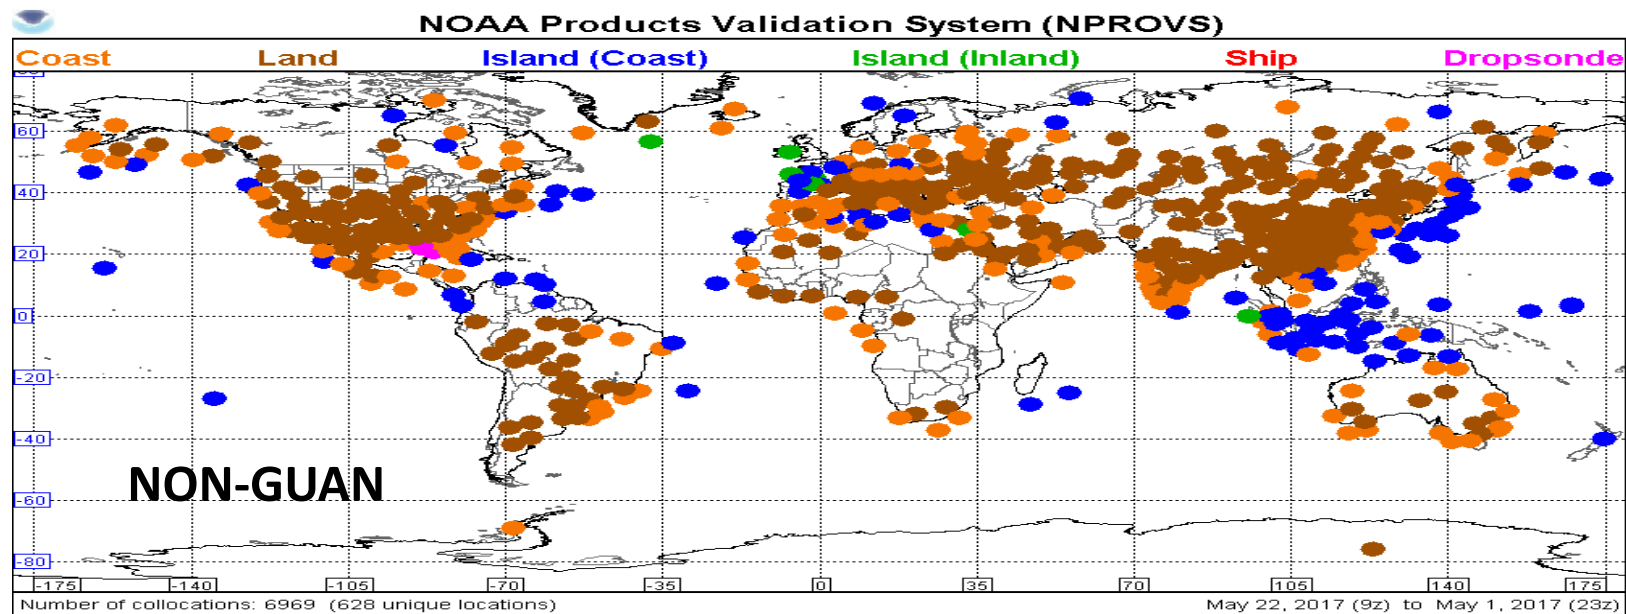 NOAA Products Validation System (NPROVS)
Coast Land Island (Coast) Island (Inland) Ship Dropsonde
60
40
20
0
-20
-40
NON-GUAN
-60
-80
-175 -140 -105 -70 -35 0 35 70 105 140 175
Number of collocations: 6969 (628 unique locations) May 22, 2017 (9z) to May 1, 2017 (23z)